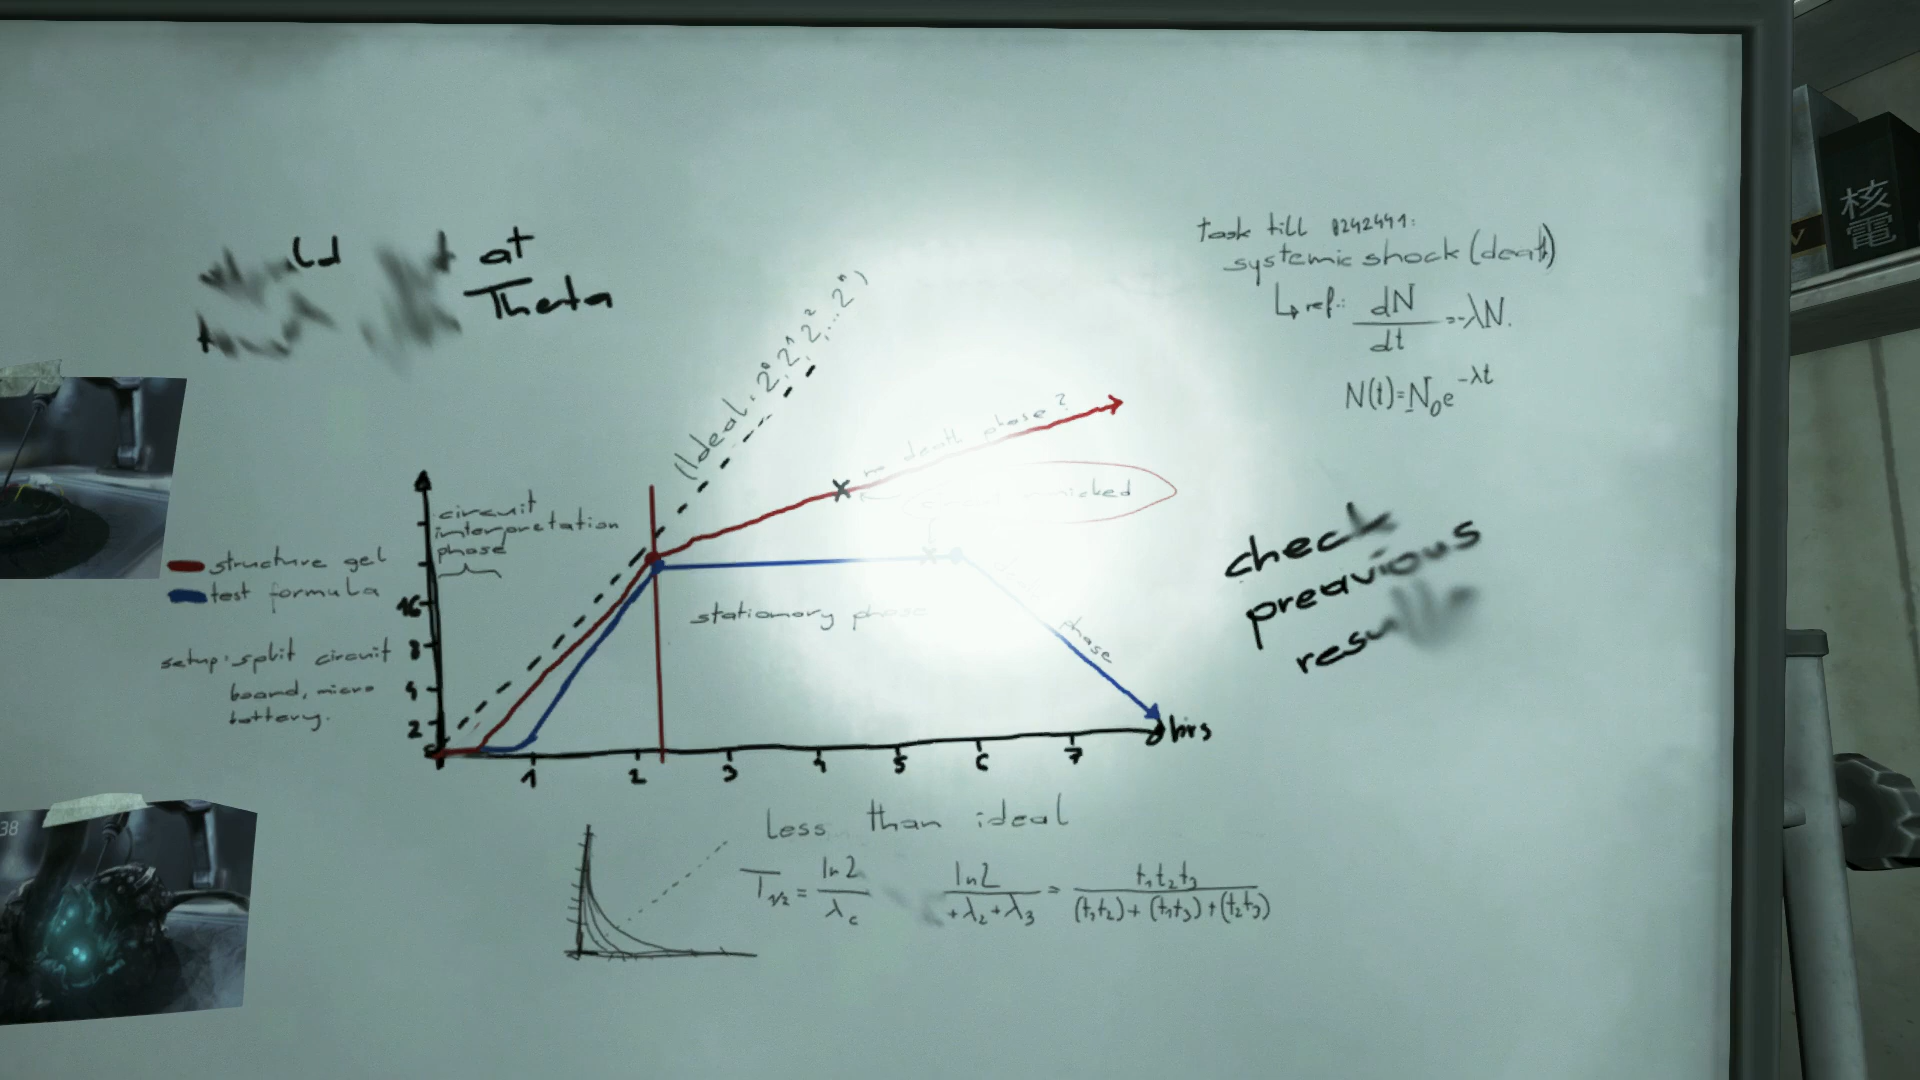 at
Theta
task till 0242441:
systemic shock (death)
ref.: dN/dt = -λN.
N(t)=N₀e^-λt
(Ideal: 2⁰ 2¹ 2², ... 2ⁿ)
no death phase?
circuit
interpretation
phase
structure gel
test formula
16
8
4
2
stationary phase
phase
setup: split circuit
board, micro
battery.
check
preavious
1 2 3 4 5 6 7 hrs
less than ideal
T½ = ln2/λc
ln2/+λ₂+λ₃ = t₁t₂t₃/(t₁t₂)+(t₁t₃)+(t₂t₃)
38
核
電